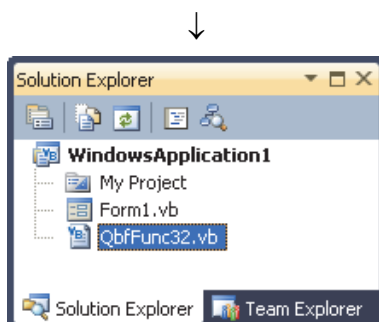 ↓
Solution Explorer
WindowsApplication1
My Project
Form1.vb
QbfFunc32.vb
Solution Explorer Team Explorer